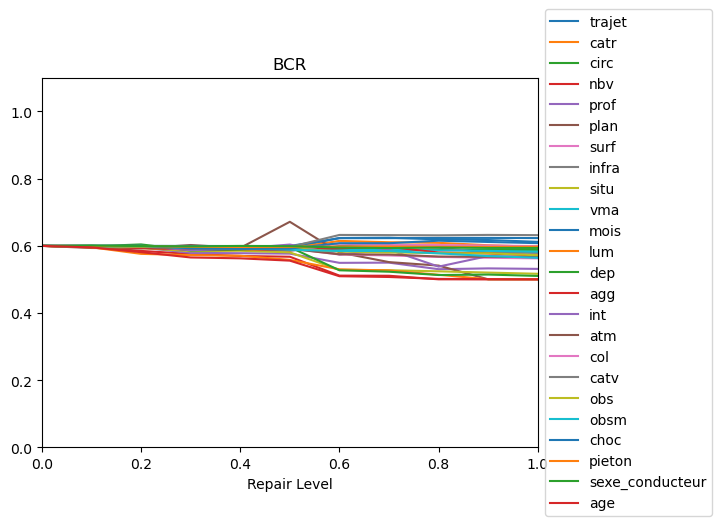 BCR
1.0
0.8
0.6
0.4
0.2
0.0
0.0 0.2 0.4 0.6 0.8 1.0
Repair Level
trajet
catr
circ
nbv
prof
plan
surf
infra
situ
vma
mois
lum
dep
agg
int
atm
col
catv
obs
obsm
choc
pieton
sexe_conducteur
age